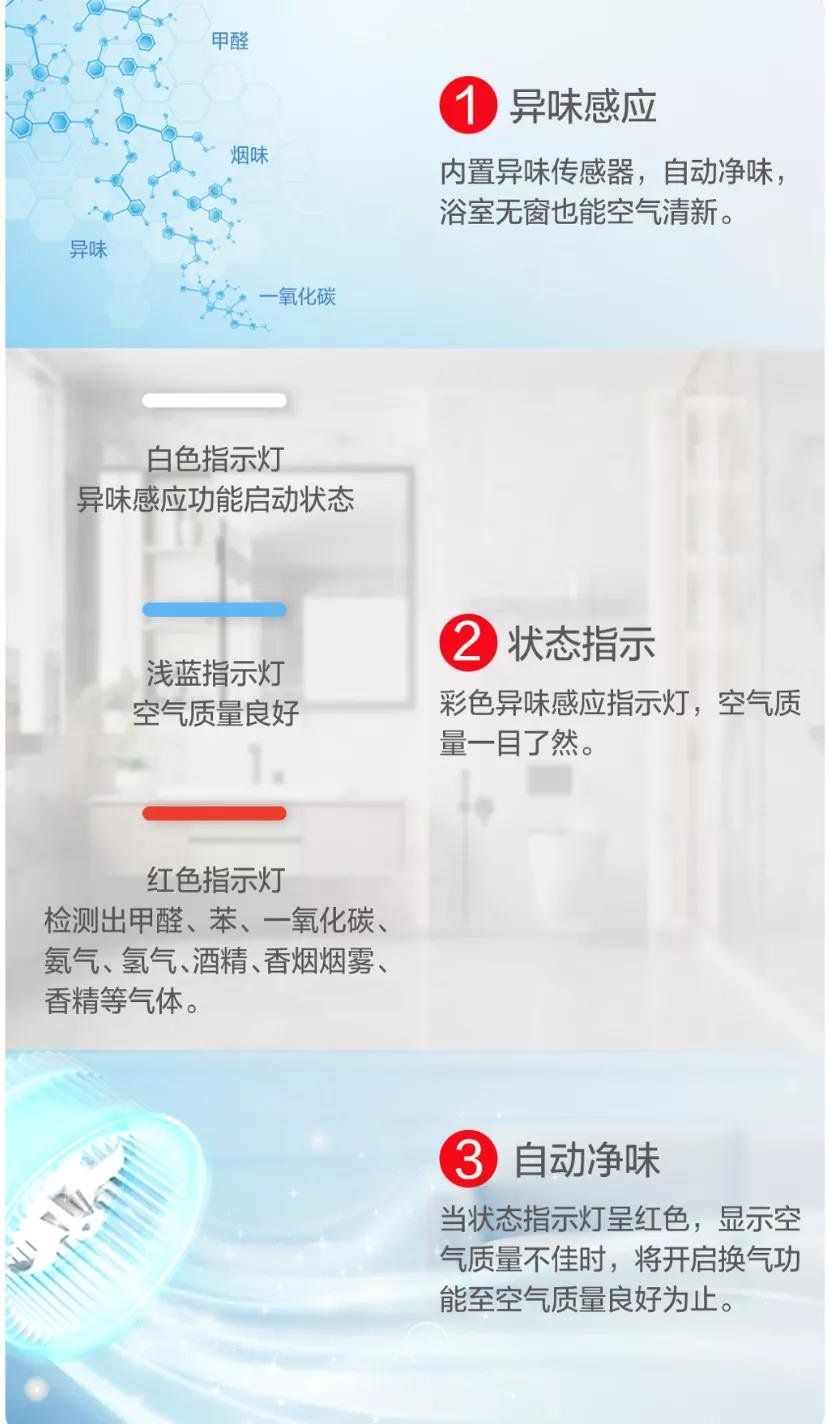 甲醛
烟味
异味
一氧化碳
1 异味感应
内置异味传感器，自动净味，
浴室无窗也能空气清新。
白色指示灯
异味感应功能启动状态
浅蓝指示灯
空气质量良好
2 状态指示
彩色异味感应指示灯，空气质
量一目了然。
红色指示灯
检测出甲醛、苯、一氧化碳、
氨气、氢气、酒精、香烟烟雾、
香精等气体。
3 自动净味
当状态指示灯呈红色，显示空
气质量不佳时，将开启换气功
能至空气质量良好为止。